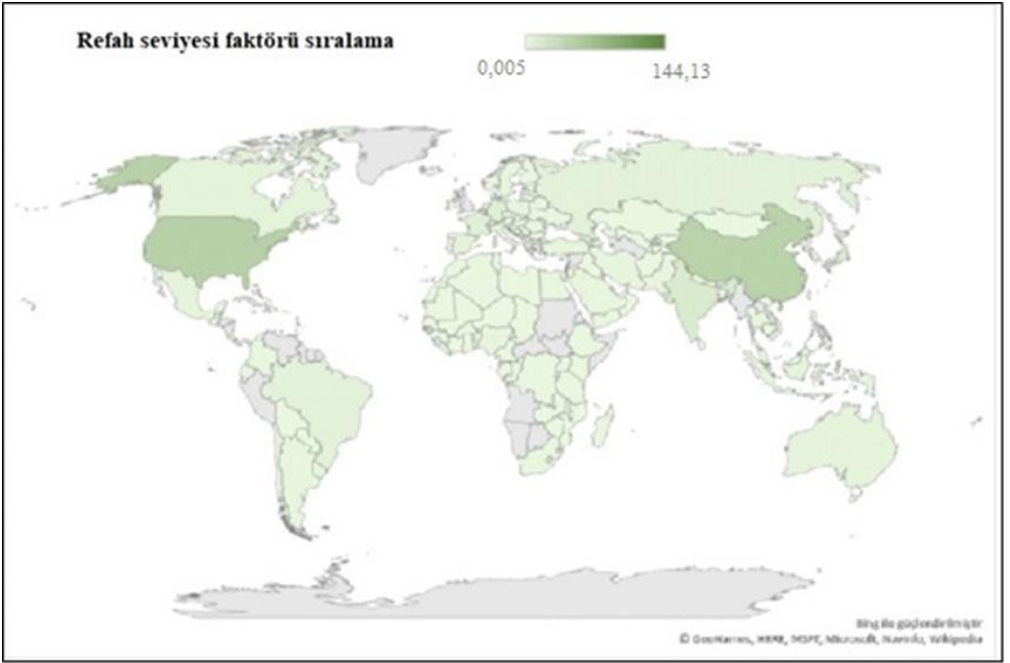 Refah seviyesi faktörü sıralama
0,005
144,13
Bing ile güçlendirilmiştir
© GeoNames, HERE, MSFT, Microsoft, NavInfo, Wikipedia